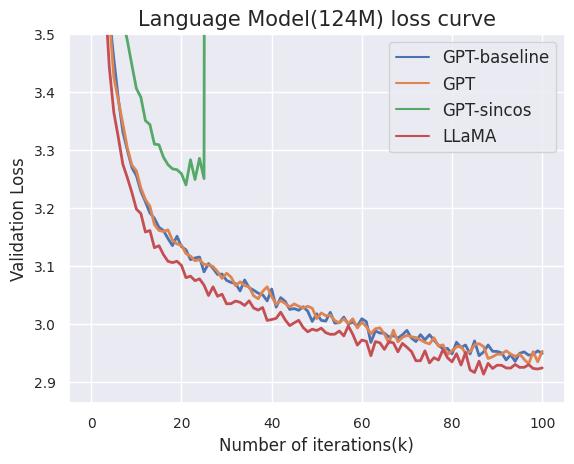 Language Model(124M) loss curve
3.5
3.4
3.3
3.2
3.1
3.0
2.9
Validation Loss
GPT-baseline
GPT
GPT-sincos
LLaMA
0 20 40 60 80 100
Number of iterations(k)